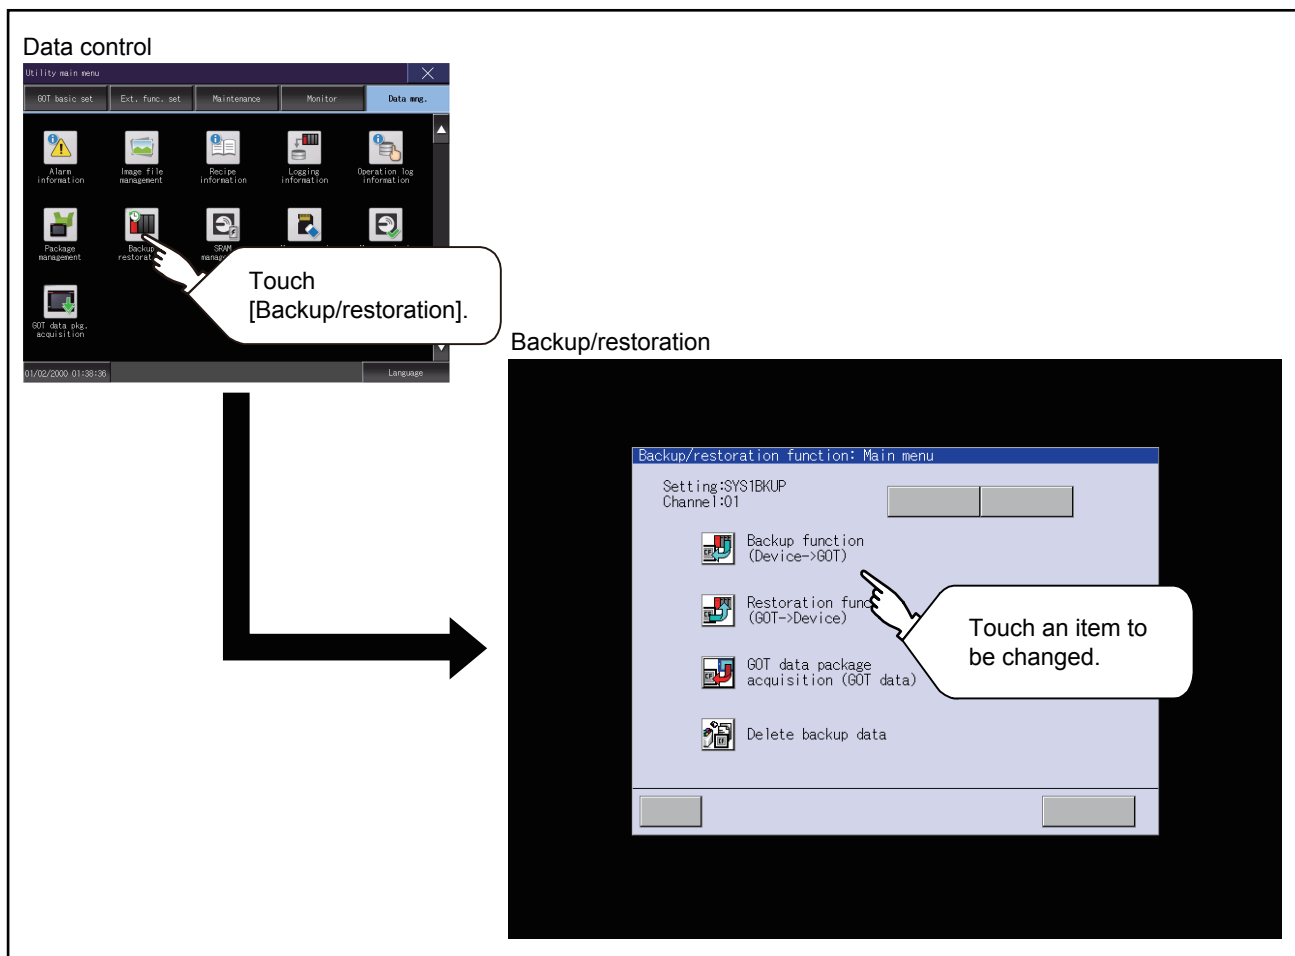 Data control
Utility main menu
GOT basic set
Ext. func. set
Maintenance
Monitor
Data mng.
Alarm
information
Image file
management
Recipe
information
Logging
information
Operation log
information
Package
management
Backup
restorat
SRAM
manag
GOT data pkg.
acquisition
Touch
[Backup/restoration].
01/02/2000 01:38:36
Language
Backup/restoration
Backup/restoration function: Main menu
Setting:SYS1BKUP
Channel:01
Backup function
(Device->GOT)
Restoration func
(GOT->Device)
GOT data package
acquisition (GOT data)
Delete backup data
Touch an item to
be changed.